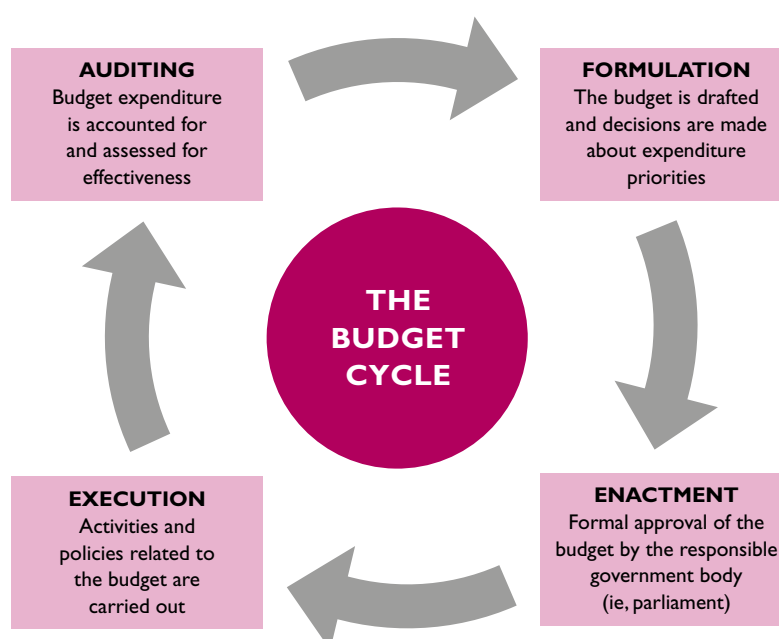 AUDITING
Budget expenditure
is accounted for
and assessed for
effectiveness
FORMULATION
The budget is drafted
and decisions are made
about expenditure
priorities
THE
BUDGET
CYCLE
EXECUTION
Activities and
policies related to
the budget are
carried out
ENACTMENT
Formal approval of the
budget by the responsible
government body
(ie, parliament)